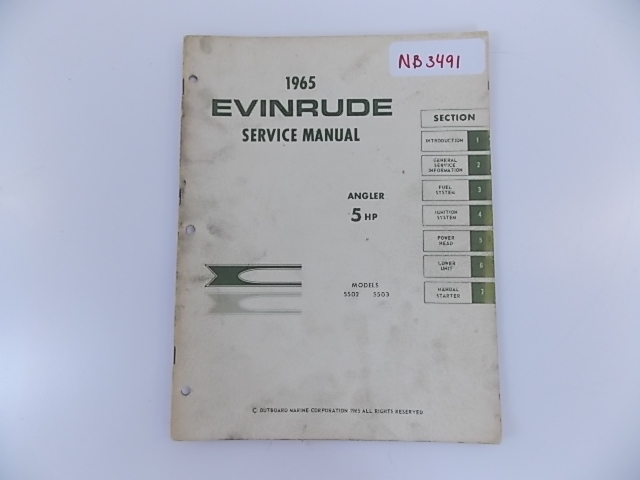 NB3491
1965
EVINRUDE
SERVICE MANUAL
ANGLER
5 HP
MODELS
5502 5503
SECTION
INTRODUCTION 1
GENERAL
SERVICE
INFORMATION 2
FUEL
SYSTEM 3
IGNITION
SYSTEM 4
POWER
HEAD 5
LOWER
UNIT 6
MANUAL
STARTER 7
© OUTBOARD MARINE CORPORATION 1965 ALL RIGHTS RESERVED